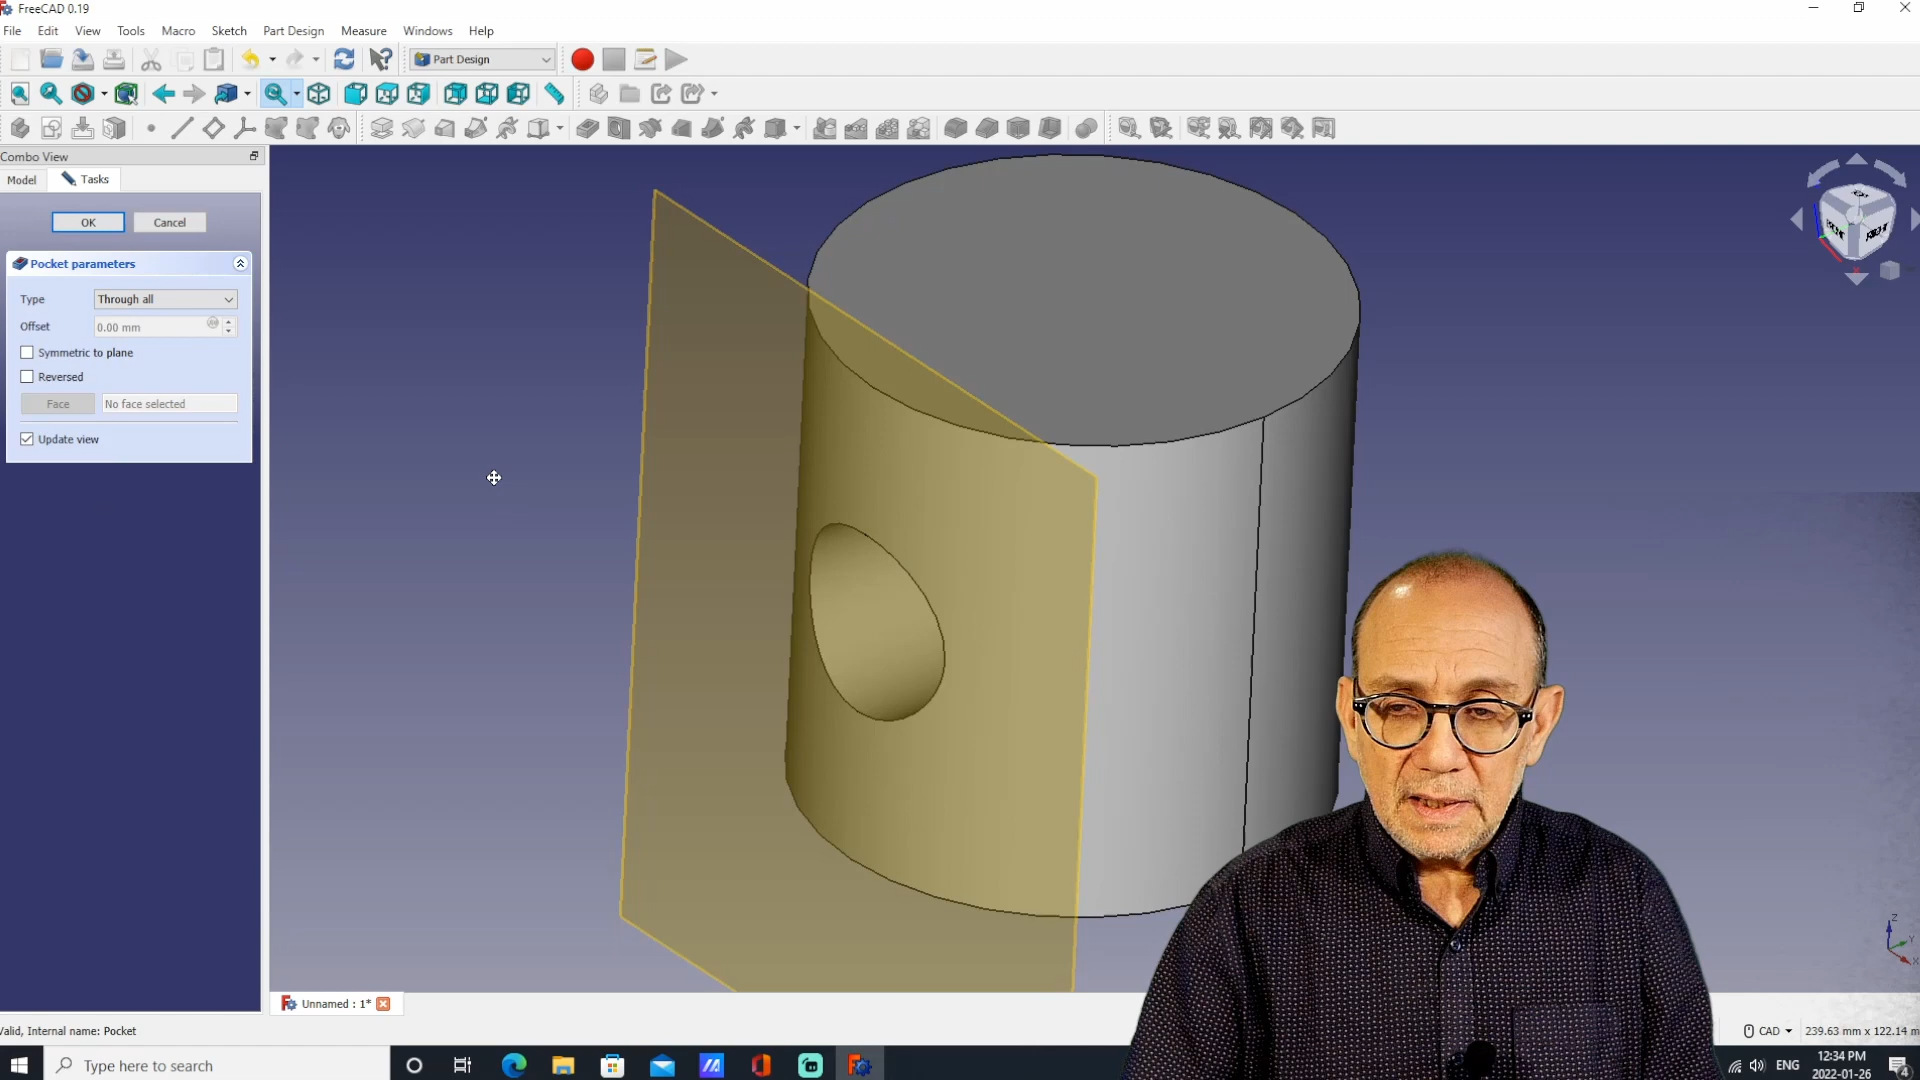 FreeCAD 0.19
File Edit View Tools Macro Sketch Part Design Measure Windows Help
Part Design
Combo View
Model Tasks
OK Cancel
Pocket parameters
Type Through all
Offset 0.00 mm
Symmetric to plane
Reversed
Face No face selected
Update view
Z
Y
X
Unnamed : 1*
Valid, Internal name: Pocket
CAD 239.63 mm x 122.14 m
Type here to search
ENG
12:34 PM
2022-01-26
4